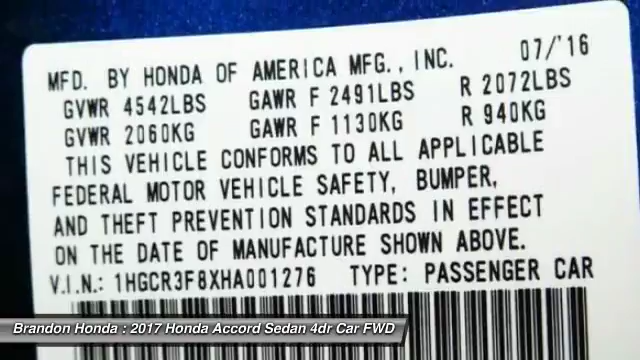 MFD. BY HONDA OF AMERICA MFG., INC. 07/'16
GVWR 4542LBS GAWR F 2491LBS R 2072LBS
GVWR 2060KG GAWR F 1130KG R 940KG
THIS VEHICLE CONFORMS TO ALL APPLICABLE
FEDERAL MOTOR VEHICLE SAFETY, BUMPER,
AND THEFT PREVENTION STANDARDS IN EFFECT
ON THE DATE OF MANUFACTURE SHOWN ABOVE.
V.I.N.: 1HGCR3F8XHA001276 TYPE: PASSENGER CAR
Brandon Honda : 2017 Honda Accord Sedan 4dr Car FWD